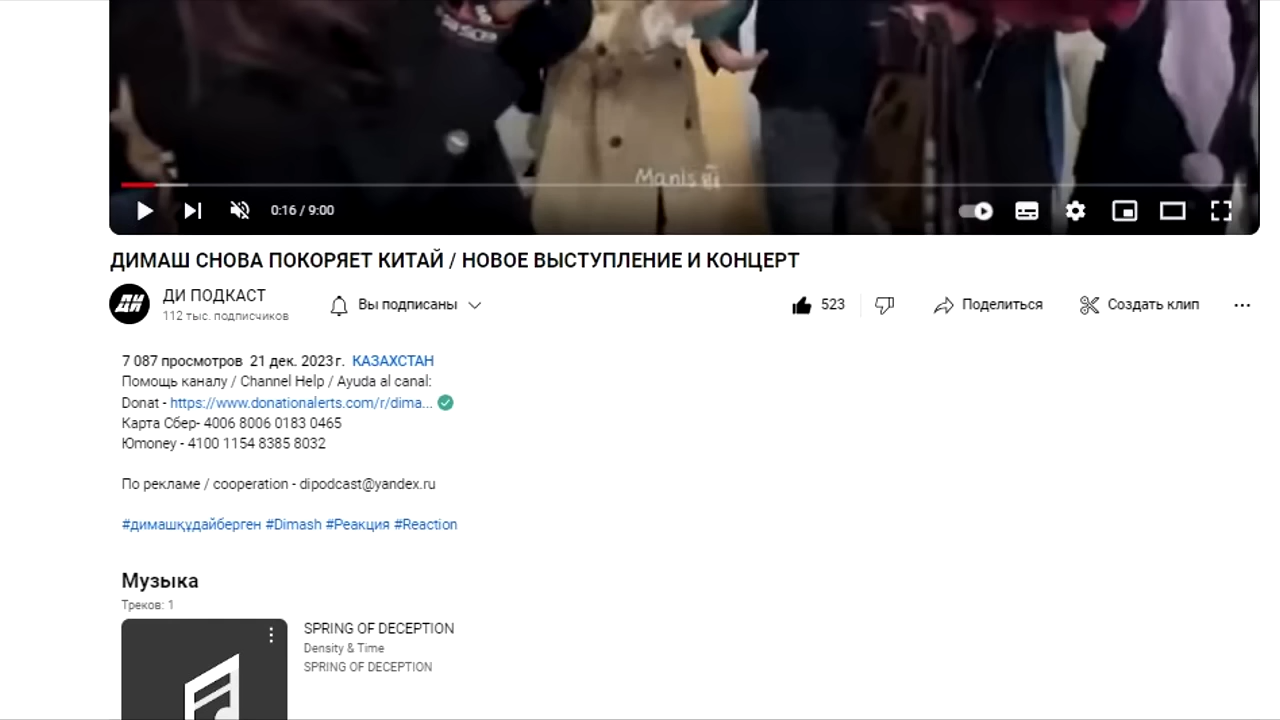 Manis
0:16 / 9:00
ДИМАШ СНОВА ПОКОРЯЕТ КИТАЙ / НОВОЕ ВЫСТУПЛЕНИЕ И КОНЦЕРТ
ДИ ПОДКАСТ
112 тыс. подписчиков
Вы подписаны
523
Поделиться
Создать клип
7 087 просмотров 21 дек. 2023 г. КАЗАХСТАН
Помощь каналу / Channel Help / Ayuda al canal:
Donat - https://www.donationalerts.com/r/dima...
Карта Сбер- 4006 8006 0183 0465
Юmoney - 4100 1154 8385 8032
По рекламе / cooperation - dipodcast@yandex.ru
#димашқұдайберген #Dimash #Реакция #Reaction
Музыка
Треков: 1
SPRING OF DECEPTION
Density & Time
SPRING OF DECEPTION